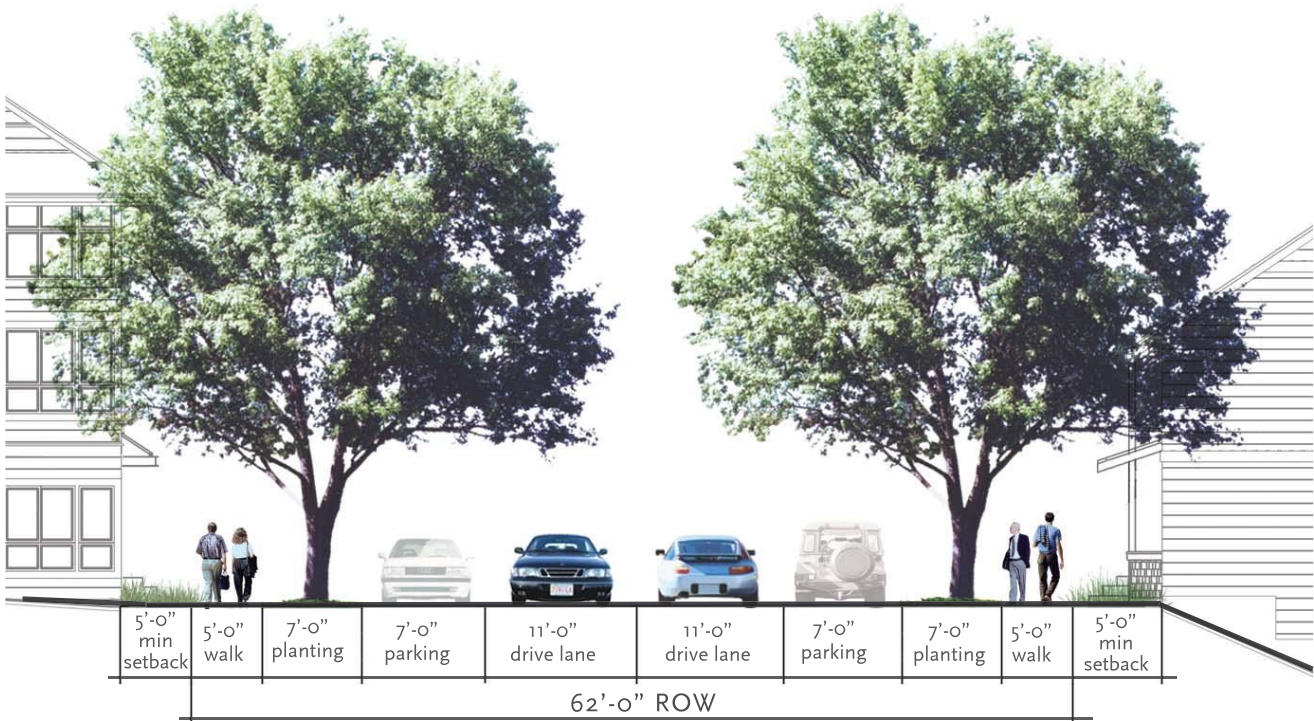 5'-0"
min
setback
5'-0"
walk
7'-0"
planting
7'-0"
parking
11'-0"
drive lane
11'-0"
drive lane
7'-0"
parking
7'-0"
planting
5'-0"
walk
5'-0"
min
setback
62'-0" ROW